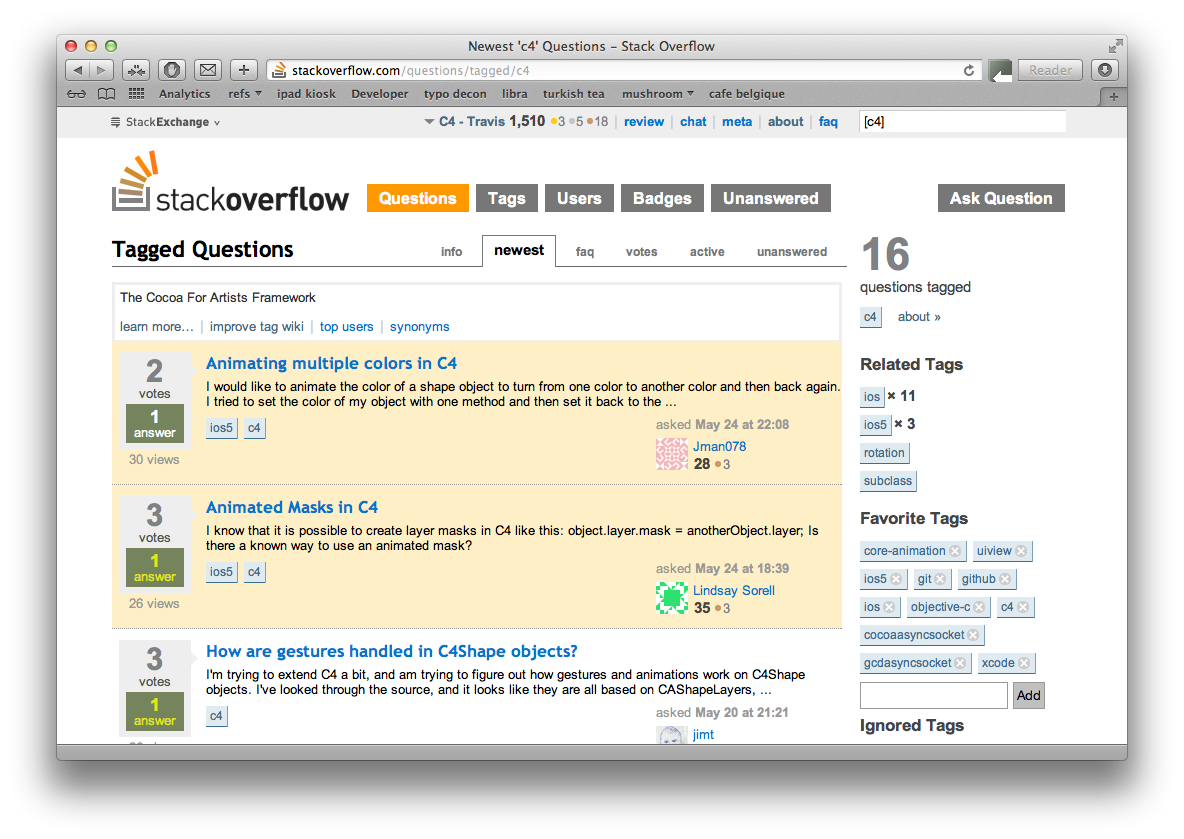 Newest 'c4' Questions – Stack Overflow
stackoverflow.com/questions/tagged/c4
Reader
Analytics refs ipad kiosk Developer typo decon libra turkish tea mushroom cafe belgique
StackExchange
C4 - Travis 1,510 3 5 18 | review | chat | meta | about | faq
[c4]
stackoverflow
Questions Tags Users Badges Unanswered
Ask Question
Tagged Questions
info newest faq votes active unanswered
The Cocoa For Artists Framework
learn more… | improve tag wiki | top users | synonyms
2
votes
1
answer
30 views
Animating multiple colors in C4
I would like to animate the color of a shape object to turn from one color to another color and then back again.
I tried to set the color of my object with one method and then set it back to the ...
ios5 c4
asked May 24 at 22:08
Jman078
28 3
3
votes
1
answer
26 views
Animated Masks in C4
I know that it is possible to create layer masks in C4 like this: object.layer.mask = anotherObject.layer; Is
there a known way to use an animated mask?
ios5 c4
asked May 24 at 18:39
Lindsay Sorell
35 3
3
votes
1
answer
How are gestures handled in C4Shape objects?
I'm trying to extend C4 a bit, and am trying to figure out how gestures and animations work on C4Shape
objects. I've looked through the source, and it looks like they are all based on CAShapeLayers, ...
c4
asked May 20 at 21:21
jimt
16
questions tagged
c4 about »
Related Tags
ios × 11
ios5 × 3
rotation
subclass
Favorite Tags
core-animation uiview
ios5 git github
ios objective-c c4
cocoaasyncsocket
gcdasyncsocket xcode
Add
Ignored Tags